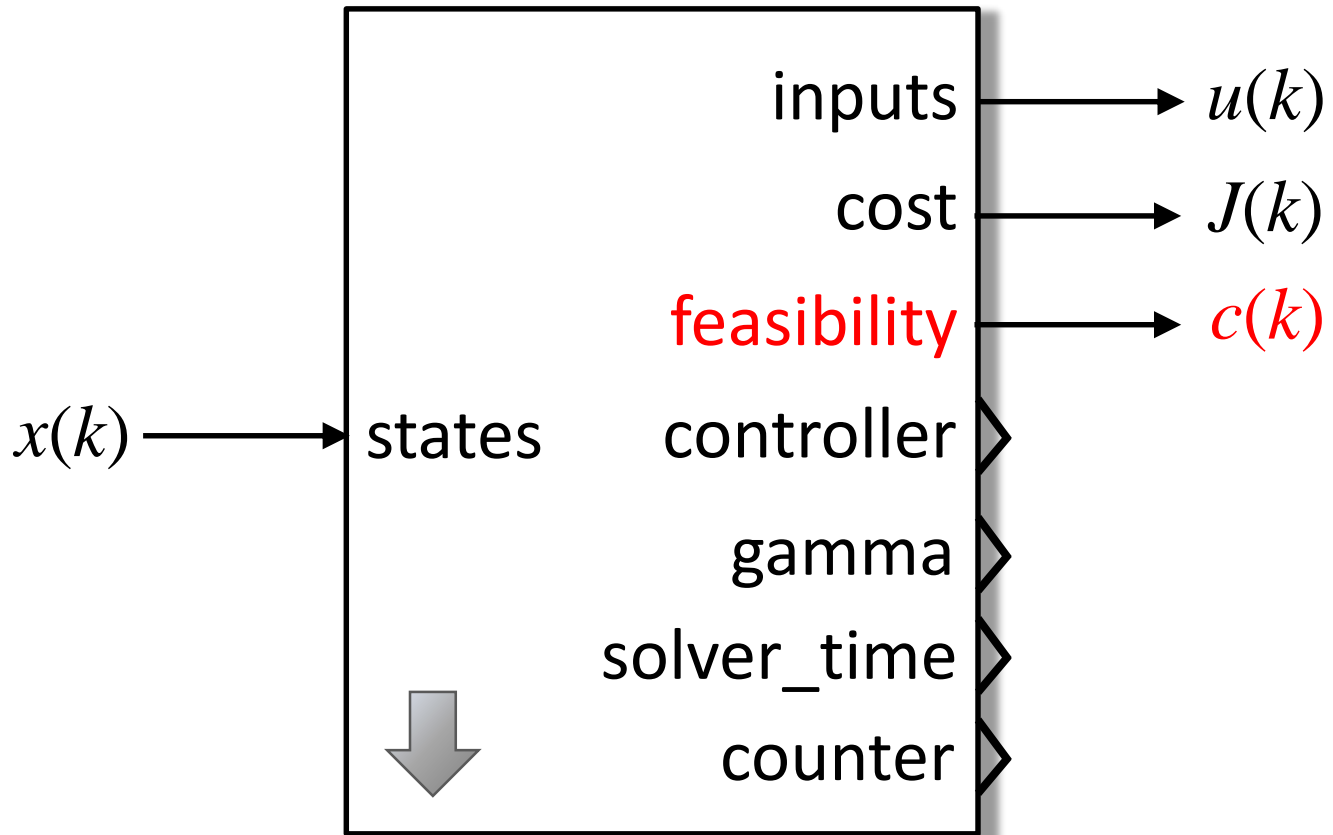 inputs u(k)
cost J(k)
feasibility c(k)
x(k) states controller
gamma
solver_time
counter